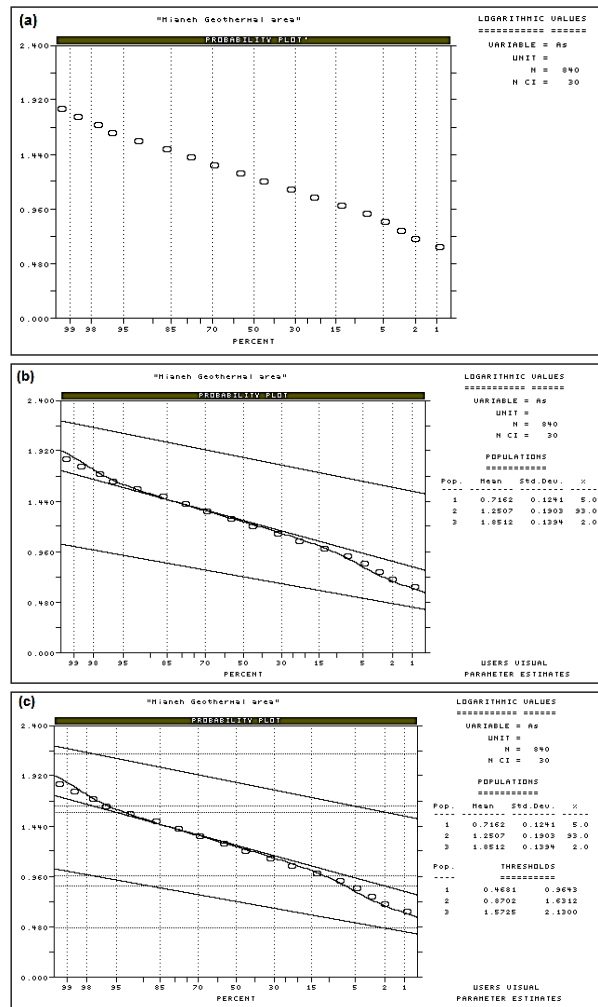 (a)
"Mianeh Geothermal area"
PROBABILITY PLOT"
2.400
1.920
1.440
0.960
0.480
0.000
99 98 95 85 70 50 30 15 5 2 1
PERCENT
LOGARITHMIC VALUES
=========== ======
VARIABLE = As
UNIT =
N = 840
N CI = 30
(b)
"Mianeh Geothermal area"
PROBABILITY PLOT
2.400
1.920
1.440
0.960
0.480
0.000
99 98 95 85 70 50 30 15 5 2 1
PERCENT
LOGARITHMIC VALUES
=========== ======
VARIABLE = As
UNIT =
N = 840
N CI = 30
POPULATIONS
===========
Pop. Mean Std.Dev. %
1 0.7162 0.1241 5.0
2 1.2507 0.1903 93.0
3 1.8512 0.1394 2.0
USERS VISUAL
PARAMETER ESTIMATES
(c)
"Mianeh Geothermal area"
PROBABILITY PLOT
2.400
1.920
1.440
0.960
0.480
0.000
99 98 95 85 70 50 30 15 5 2 1
PERCENT
LOGARITHMIC VALUES
=========== ======
VARIABLE = As
UNIT =
N = 840
N CI = 30
POPULATIONS
===========
Pop. Mean Std.Dev. %
1 0.7162 0.1241 5.0
2 1.2507 0.1903 93.0
3 1.8512 0.1394 2.0
Pop. THRESHOLDS
---- ==========
1 0.4681 0.9643
2 0.8702 1.6312
3 1.5725 2.1300
USERS VISUAL
PARAMETER ESTIMATES